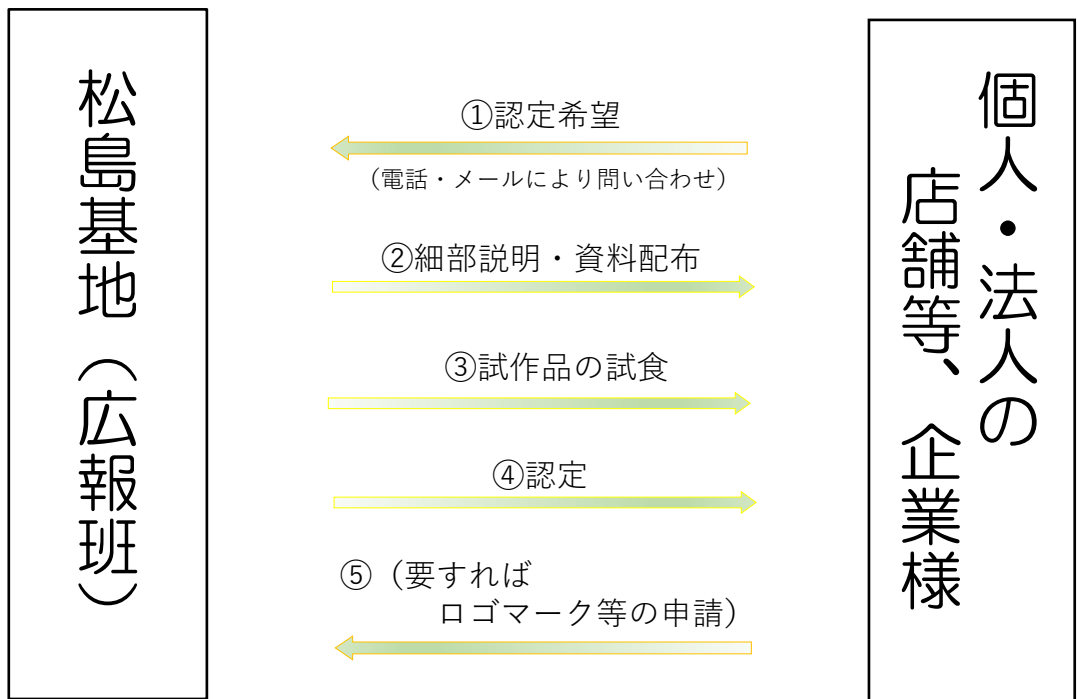 松島基地（広報班）
①認定希望
（電話・メールにより問い合わせ）
②細部説明・資料配布
③試作品の試食
④認定
⑤（要すれば
ロゴマーク等の申請）
個人・法人の
店舗等、企業様